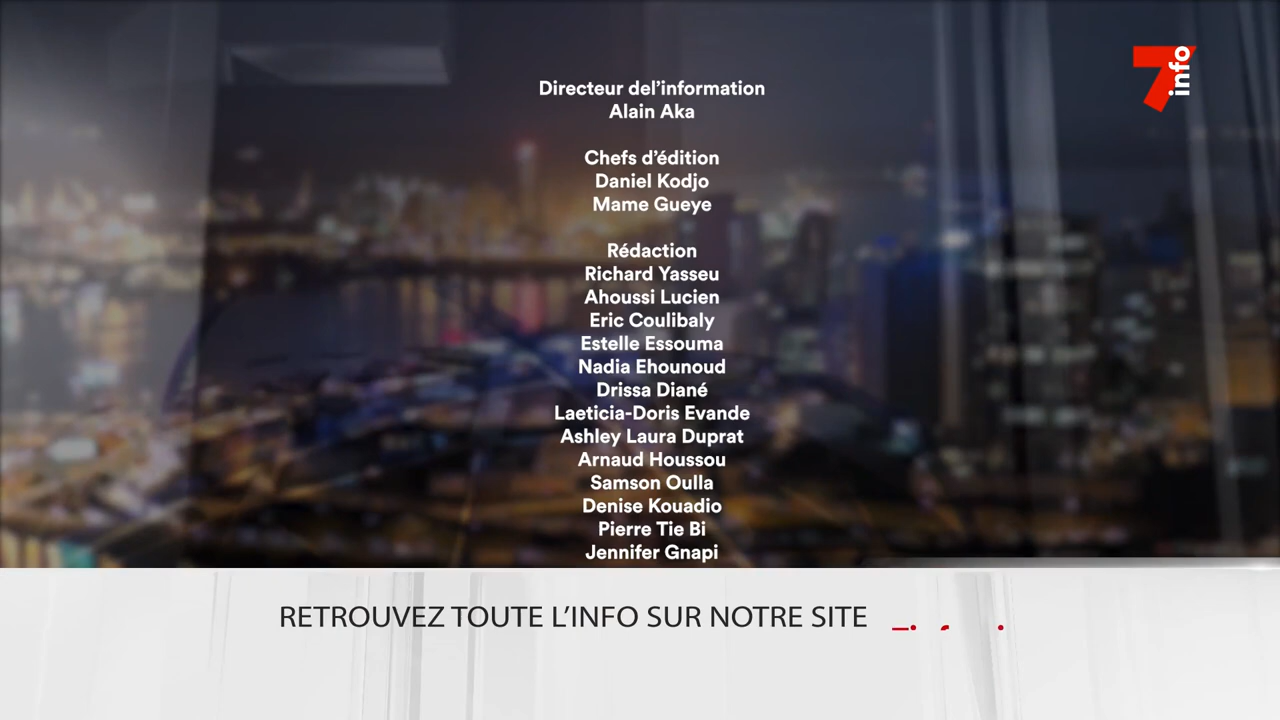 7info
Directeur del’information
Alain Aka
Chefs d’édition
Daniel Kodjo
Mame Gueye
Rédaction
Richard Yasseu
Ahoussi Lucien
Eric Coulibaly
Estelle Essouma
Nadia Ehounoud
Drissa Diané
Laeticia-Doris Evande
Ashley Laura Duprat
Arnaud Houssou
Samson Oulla
Denise Kouadio
Pierre Tie Bi
Jennifer Gnapi
RETROUVEZ TOUTE L’INFO SUR NOTRE SITE